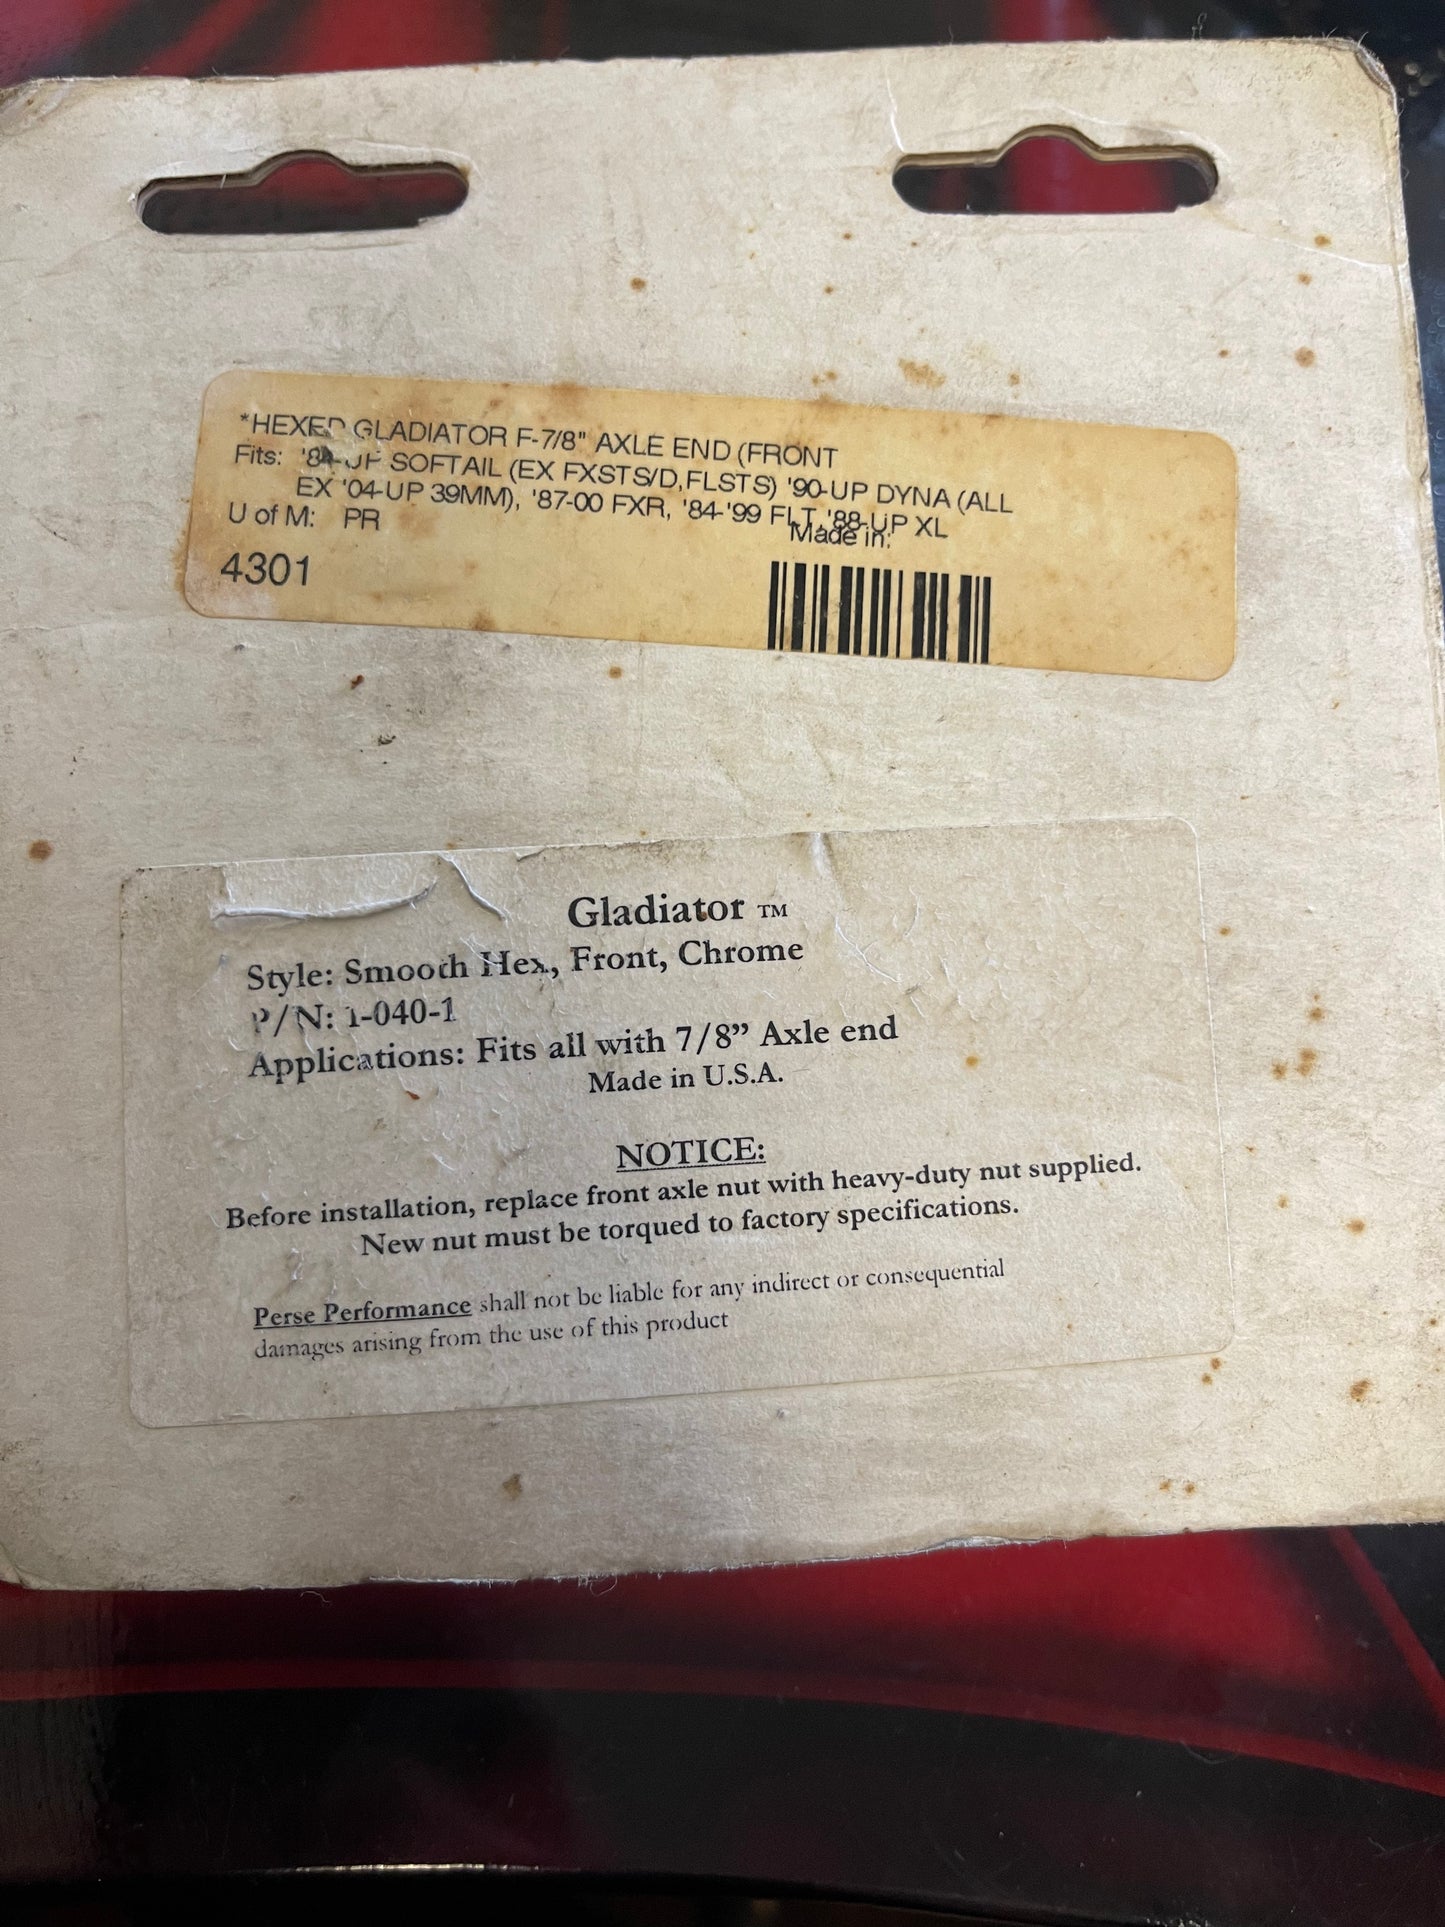 *HEXED GLADIATOR F-7/8" AXLE END (FRONT
Fits: '84-UP SOFTAIL (EX FXSTS/D,FLSTS) '90-UP DYNA (ALL
EX '04-UP 39MM), '87-00 FXR, '84-'99 FLT, '88-UP XL
U of M: PR
Made in:
4301
Gladiator ™
Style: Smooth Hex, Front, Chrome
P/N: 1-040-1
Applications: Fits all with 7/8” Axle end
Made in U.S.A.
NOTICE:
Before installation, replace front axle nut with heavy-duty nut supplied.
New nut must be torqued to factory specifications.
Perse Performance shall not be liable for any indirect or consequential
damages arising from the use of this product